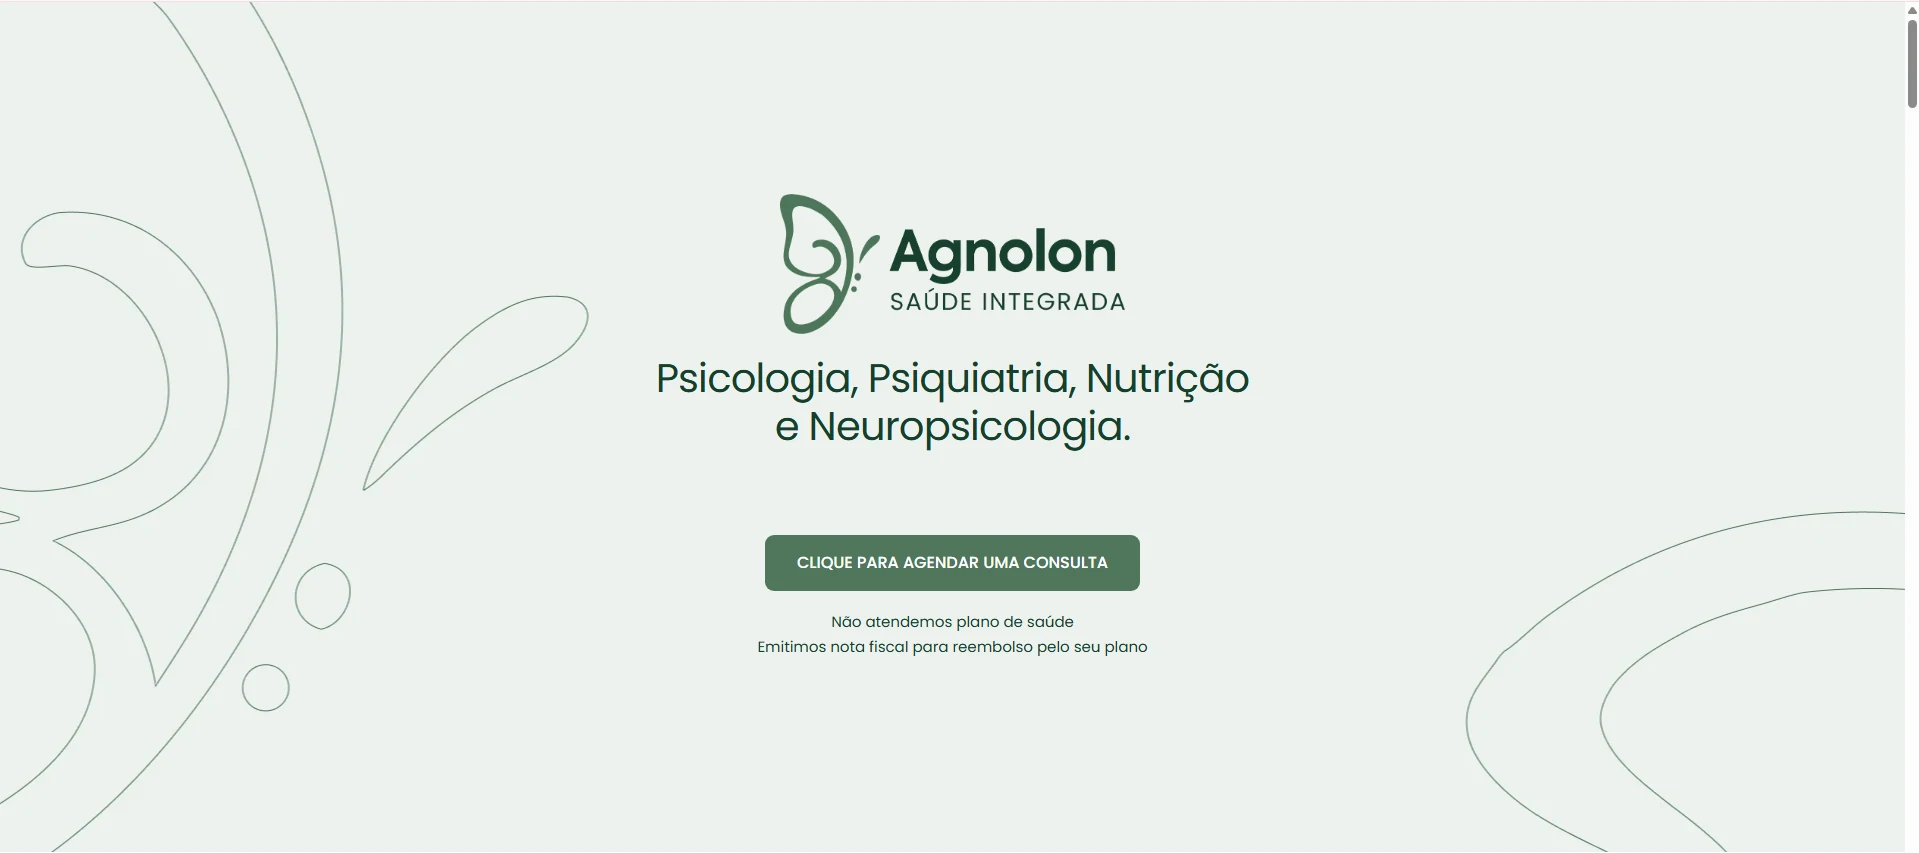 Agnolon
SAÚDE INTEGRADA
Psicologia, Psiquiatria, Nutrição
e Neuropsicologia.
CLIQUE PARA AGENDAR UMA CONSULTA
Não atendemos plano de saúde
Emitimos nota fiscal para reembolso pelo seu plano